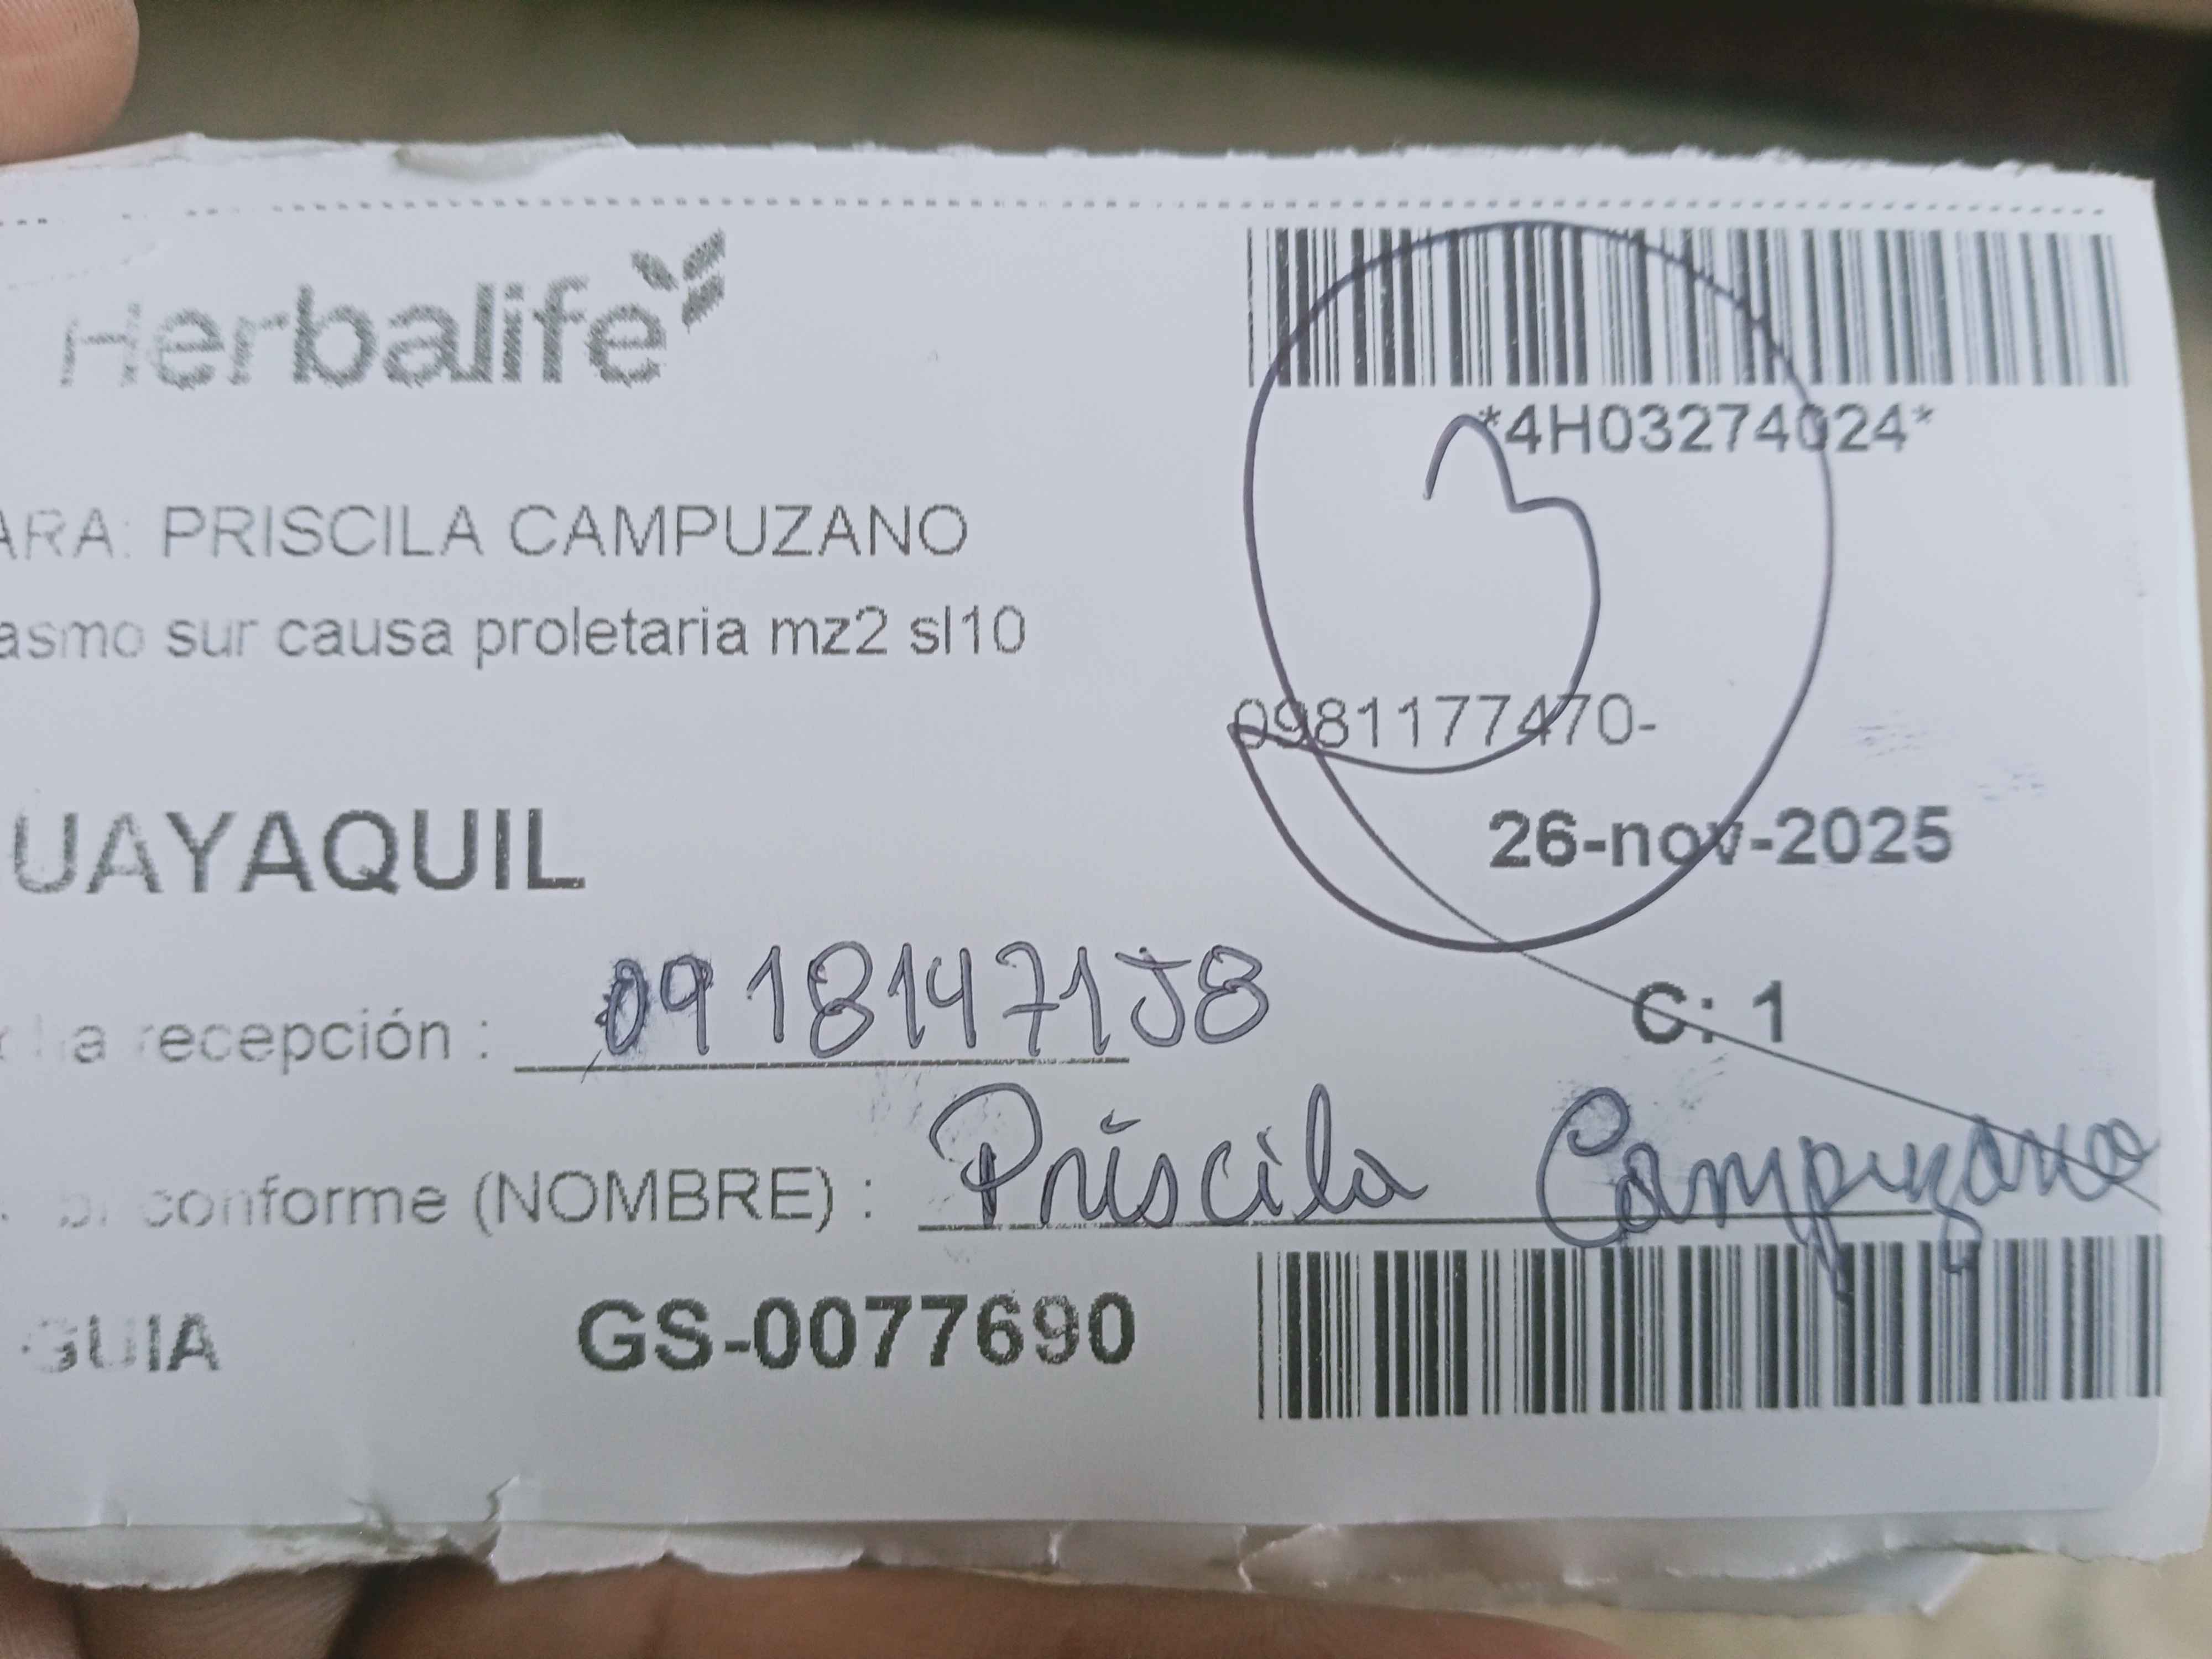 Herbalife
*4H03274024*
ARA: PRISCILA CAMPUZANO
asmo sur causa proletaria mz2 sl10
0981177470-
UAYAQUIL
26-nov-2025
recepción : 0918147158
C: 1
conforme (NOMBRE) : Priscila Campuzano
GUIA GS-0077690